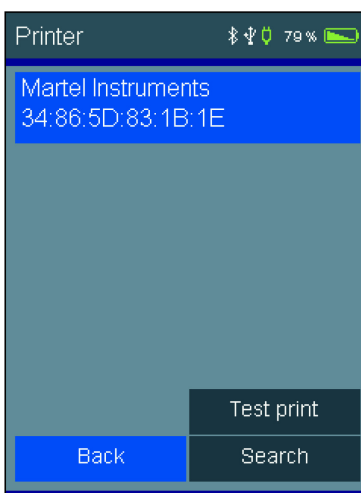 Printer 79 %
Martel Instruments
34:86:5D:83:1B:1E
Test print
Back Search